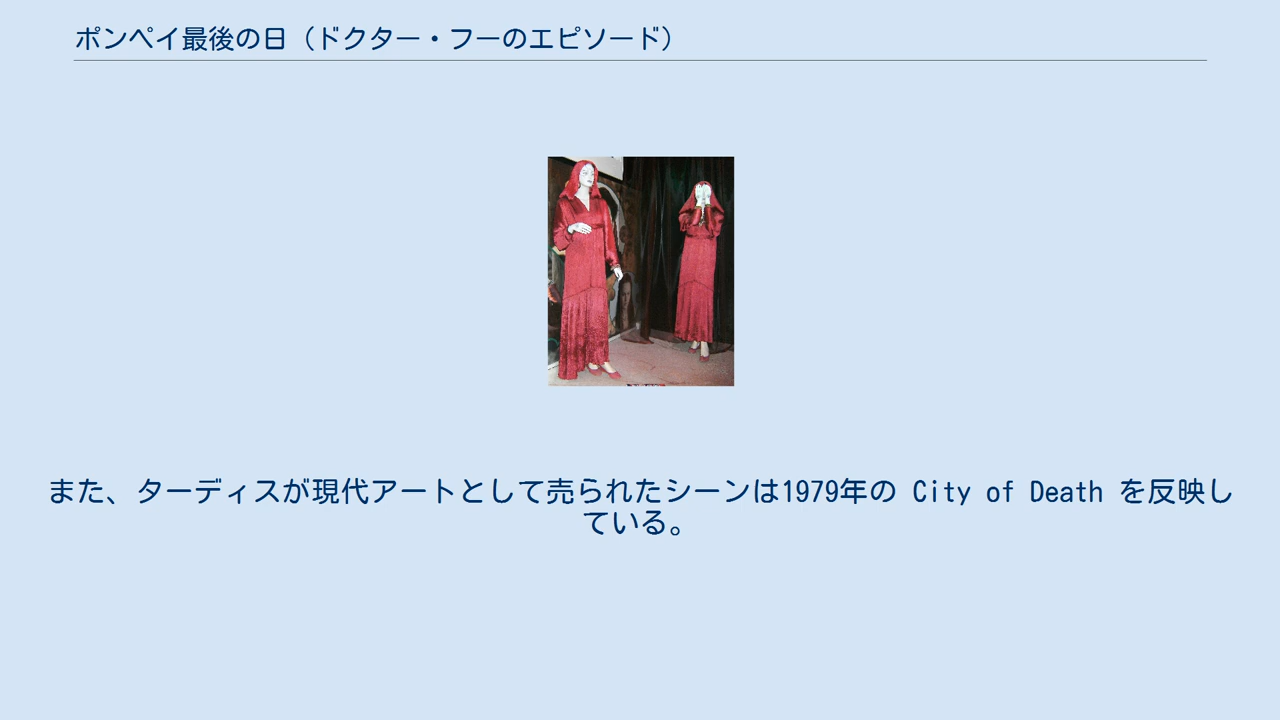 ポンペイ最後の日（ドクター・フーのエピソード）
また、ターディスが現代アートとして売られたシーンは1979年の City of Death を反映し
ている。